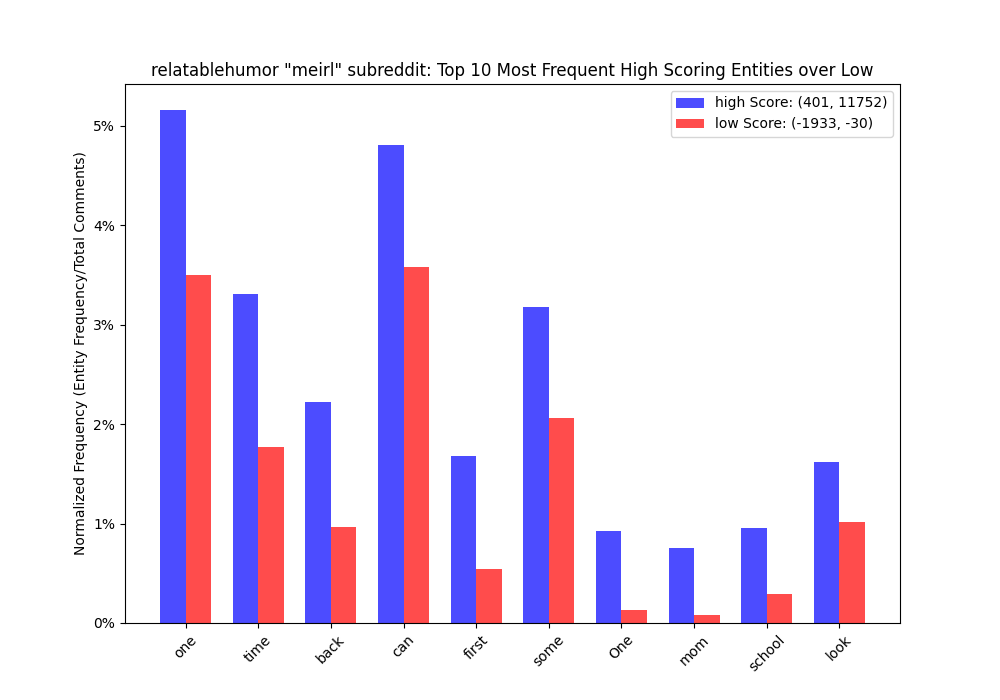 relatablehumor "meirl" subreddit: Top 10 Most Frequent High Scoring Entities over Low
high Score: (401, 11752)
low Score: (-1933, -30)
Normalized Frequency (Entity Frequency/Total Comments)
5%
4%
3%
2%
1%
0%
one
time
back
can
first
some
One
mom
school
look